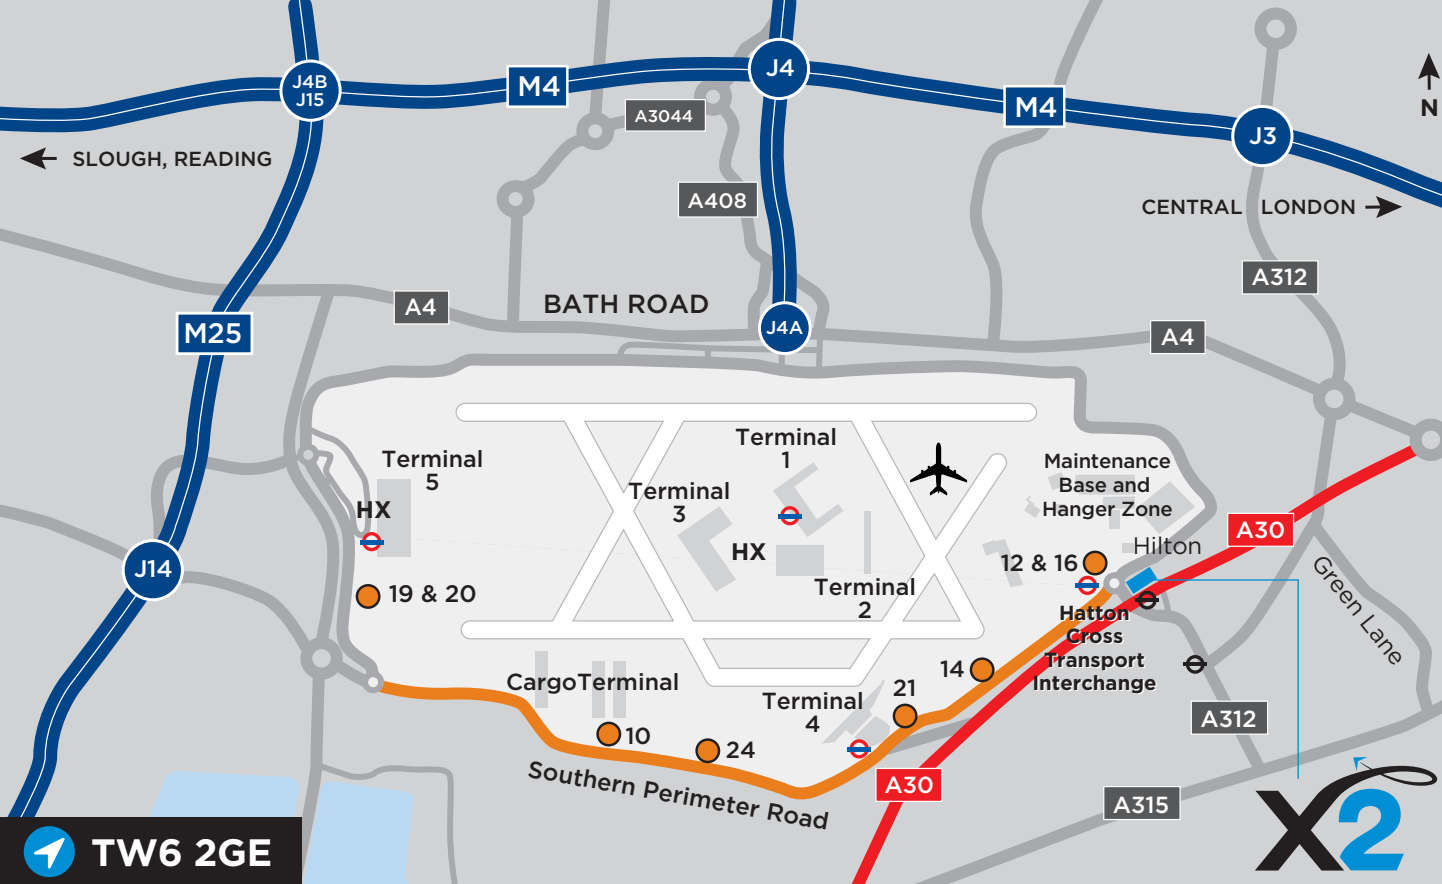 J4B
J15
M4
J4
M4
J3
N
A3044
SLOUGH, READING
A408
CENTRAL LONDON
A312
BATH ROAD
A4
J4A
M25
A4
Terminal
1
Terminal
5
Terminal
3
Maintenance
Base and
Hanger Zone
HX
A30
HX
Hilton
12 & 16
J14
19 & 20
Terminal
2
Green Lane
Hatton
Cross
Transport
Interchange
14
CargoTerminal
21
Terminal
4
A312
10
24
Southern Perimeter Road
A30
A315
X2
TW6 2GE